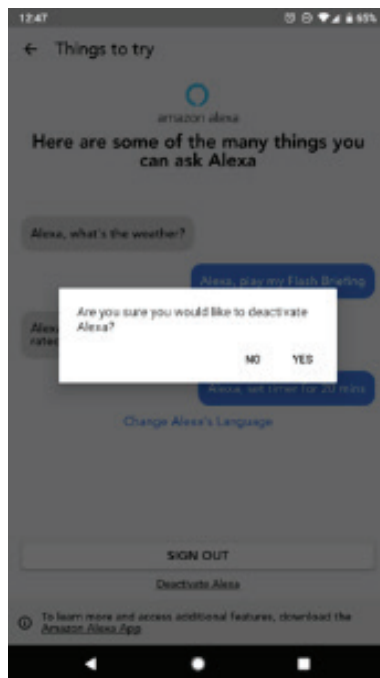 12:47
65%
Things to try
amazon alexa
Here are some of the many things you
can ask Alexa
Alexa, what's the weather?
Alexa, play my Flash Briefing
Are you sure you would like to deactivate
Alexa?
NO YES
Alexa, set timer for 20 mins
Change Alexa's Language
SIGN OUT
Deactivate Alexa
To learn more and access additional features, download the
Amazon Alexa App